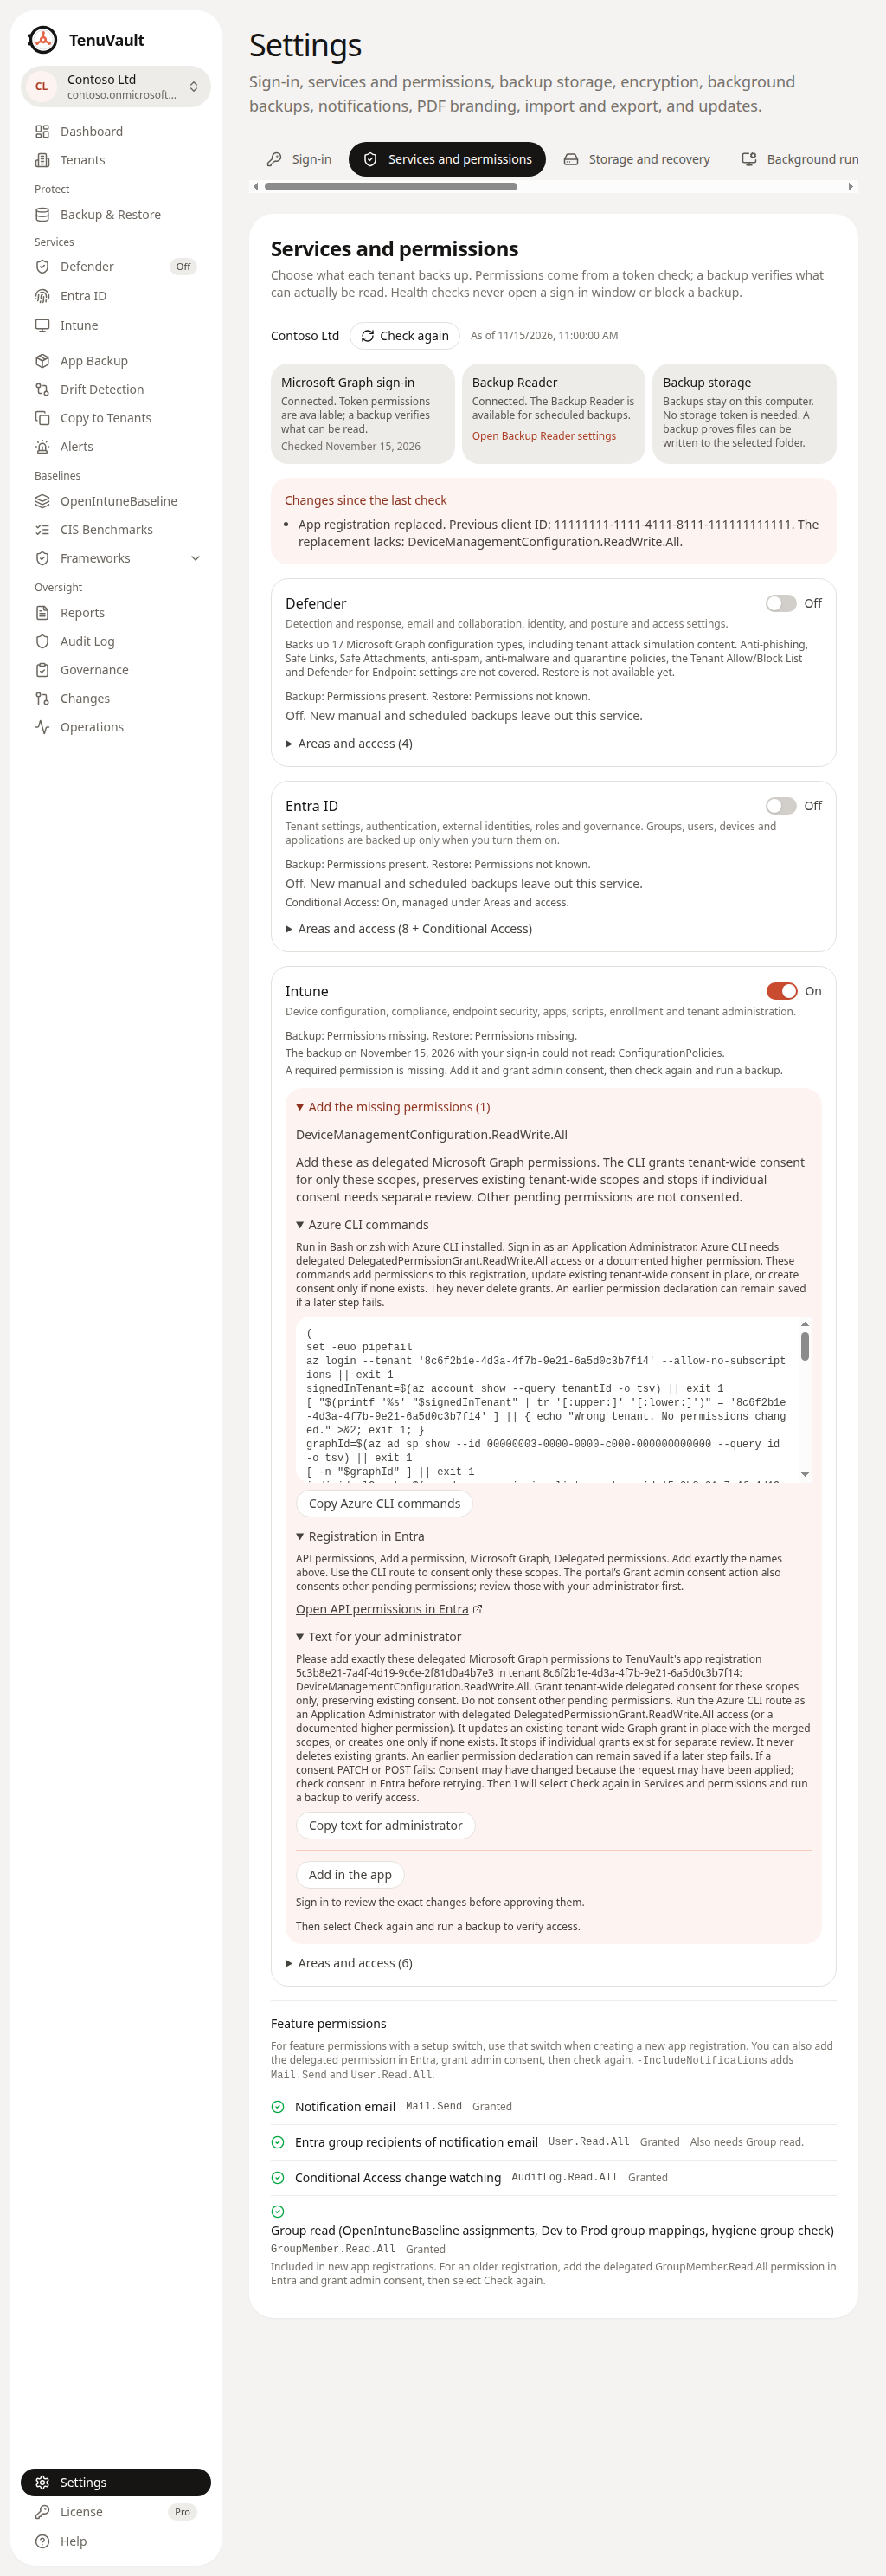 TenuVault
CL
Contoso Ltd
contoso.onmicrosoft...
Dashboard
Tenants
Protect
Backup & Restore
Services
Defender
Off
Entra ID
Intune
App Backup
Drift Detection
Copy to Tenants
Alerts
Baselines
OpenIntuneBaseline
CIS Benchmarks
Frameworks
Oversight
Reports
Audit Log
Governance
Changes
Operations
Settings
License
Pro
Help
Settings
Sign-in, services and permissions, backup storage, encryption, background
backups, notifications, PDF branding, import and export, and updates.
Sign-in
Services and permissions
Storage and recovery
Background run
Services and permissions
Choose what each tenant backs up. Permissions come from a token check; a backup verifies what
can actually be read. Health checks never open a sign-in window or block a backup.
Contoso Ltd
Check again
As of 11/15/2026, 11:00:00 AM
Microsoft Graph sign-in
Connected. Token permissions
are available; a backup verifies
what can be read.
Checked November 15, 2026
Backup Reader
Connected. The Backup Reader is
available for scheduled backups.
Open Backup Reader settings
Backup storage
Backups stay on this computer.
No storage token is needed. A
backup proves files can be
written to the selected folder.
Changes since the last check
• App registration replaced. Previous client ID: 11111111-1111-4111-8111-111111111111. The
replacement lacks: DeviceManagementConfiguration.ReadWrite.All.
Defender
Off
Detection and response, email and collaboration, identity, and posture and access settings.
Backs up 17 Microsoft Graph configuration types, including tenant attack simulation content. Anti-phishing,
Safe Links, Safe Attachments, anti-spam, anti-malware and quarantine policies, the Tenant Allow/Block List
and Defender for Endpoint settings are not covered. Restore is not available yet.
Backup: Permissions present. Restore: Permissions not known.
Off. New manual and scheduled backups leave out this service.
Areas and access (4)
Entra ID
Off
Tenant settings, authentication, external identities, roles and governance. Groups, users, devices and
applications are backed up only when you turn them on.
Backup: Permissions present. Restore: Permissions not known.
Off. New manual and scheduled backups leave out this service.
Conditional Access: On, managed under Areas and access.
Areas and access (8 + Conditional Access)
Intune
On
Device configuration, compliance, endpoint security, apps, scripts, enrollment and tenant administration.
Backup: Permissions missing. Restore: Permissions missing.
The backup on November 15, 2026 with your sign-in could not read: ConfigurationPolicies.
A required permission is missing. Add it and grant admin consent, then check again and run a backup.
Add the missing permissions (1)
DeviceManagementConfiguration.ReadWrite.All
Add these as delegated Microsoft Graph permissions. The CLI grants tenant-wide consent
for only these scopes, preserves existing tenant-wide scopes and stops if individual
consent needs separate review. Other pending permissions are not consented.
Azure CLI commands
Run in Bash or zsh with Azure CLI installed. Sign in as an Application Administrator. Azure CLI needs
delegated DelegatedPermissionGrant.ReadWrite.All access or a documented higher permission. These
commands add permissions to this registration, update existing tenant-wide consent in place, or create
consent only if none exists. They never delete grants. An earlier permission declaration can remain saved
if a later step fails.
(
set -euo pipefail
az login --tenant '8c6f2b1e-4d3a-4f7b-9e21-6a5d0c3b7f14' --allow-no-subscript
ions || exit 1
signedInTenant=$(az account show --query tenantId -o tsv) || exit 1
[ "$(printf '%s' "$signedInTenant" | tr '[:upper:]' '[:lower:]')" = '8c6f2b1e
-4d3a-4f7b-9e21-6a5d0c3b7f14' ] || { echo "Wrong tenant. No permissions chang
ed." >&2; exit 1; }
graphId=$(az ad sp show --id 00000003-0000-0000-c000-000000000000 --query id
-o tsv) || exit 1
[ -n "$graphId" ] || exit 1
Copy Azure CLI commands
Registration in Entra
API permissions, Add a permission, Microsoft Graph, Delegated permissions. Add exactly the names
above. Use the CLI route to consent only these scopes. The portal's Grant admin consent action also
consents other pending permissions; review those with your administrator first.
Open API permissions in Entra
Text for your administrator
Please add exactly these delegated Microsoft Graph permissions to TenuVault's app registration
5c3b8e21-7a4f-4d19-9c6e-2f81d0a4b7e3 in tenant 8c6f2b1e-4d3a-4f7b-9e21-6a5d0c3b7f14:
DeviceManagementConfiguration.ReadWrite.All. Grant tenant-wide delegated consent for these scopes
only, preserving existing consent. Do not consent other pending permissions. Run the Azure CLI route as
an Application Administrator with delegated DelegatedPermissionGrant.ReadWrite.All access (or a
documented higher permission). It updates an existing tenant-wide Graph grant in place with the merged
scopes, or creates one only if none exists. It stops if individual grants exist for separate review. It never
deletes existing grants. An earlier permission declaration can remain saved if a later step fails. If a
consent PATCH or POST fails: Consent may have changed because the request may have been applied;
check consent in Entra before retrying. Then I will select Check again in Services and permissions and run
a backup to verify access.
Copy text for administrator
Add in the app
Sign in to review the exact changes before approving them.
Then select Check again and run a backup to verify access.
Areas and access (6)
Feature permissions
For feature permissions with a setup switch, use that switch when creating a new app registration. You can also add
the delegated permission in Entra, grant admin consent, then check again. -IncludeNotifications adds
Mail.Send and User.Read.All.
Notification email Mail.Send Granted
Entra group recipients of notification email User.Read.All Granted Also needs Group read.
Conditional Access change watching AuditLog.Read.All Granted
Group read (OpenIntuneBaseline assignments, Dev to Prod group mappings, hygiene group check)
GroupMember.Read.All Granted
Included in new app registrations. For an older registration, add the delegated GroupMember.Read.All permission in
Entra and grant admin consent, then select Check again.